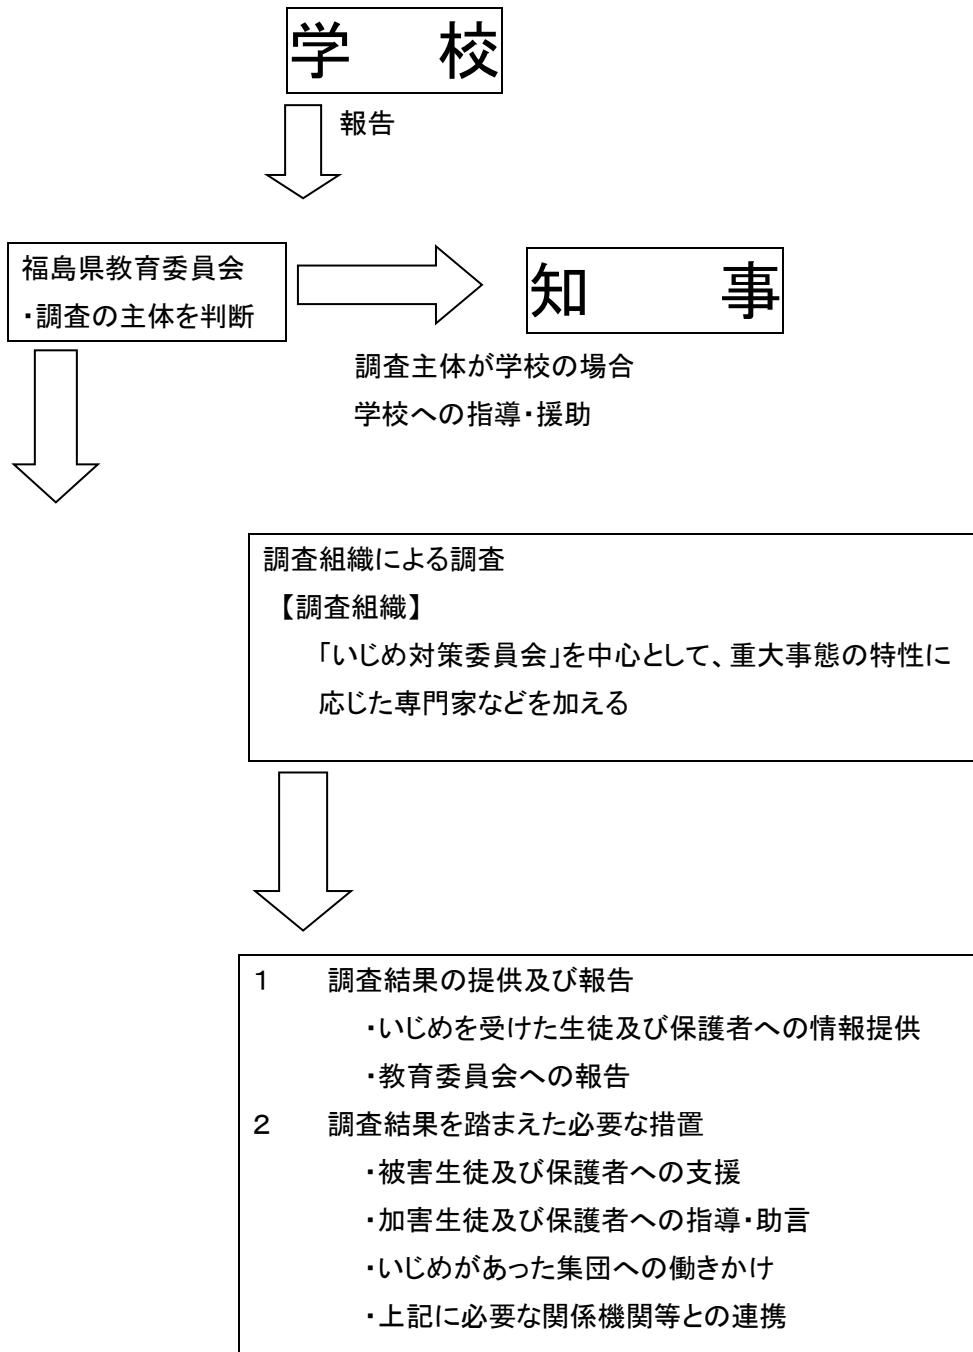 学　校
報告
福島県教育委員会
・調査の主体を判断
知　事
調査主体が学校の場合
学校への指導・援助
調査組織による調査
【調査組織】
「いじめ対策委員会」を中心として、重大事態の特性に
応じた専門家などを加える
１　調査結果の提供及び報告
・いじめを受けた生徒及び保護者への情報提供
・教育委員会への報告
２　調査結果を踏まえた必要な措置
・被害生徒及び保護者への支援
・加害生徒及び保護者への指導・助言
・いじめがあった集団への働きかけ
・上記に必要な関係機関等との連携